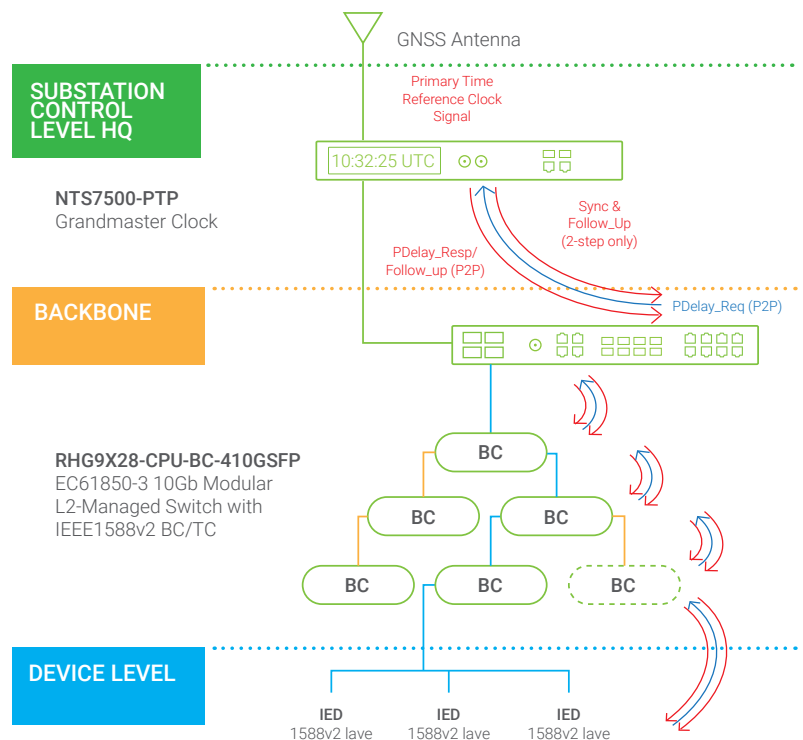 GNSS Antenna
SUBSTATION
CONTROL
LEVEL HQ
Primary Time
Reference Clock
Signal
10:32:25 UTC
NTS7500-PTP
Grandmaster Clock
Sync &
Follow_Up
(2-step only)
PDelay_Resp/
Follow_up (P2P)
BACKBONE
PDelay_Req (P2P)
RHG9X28-CPU-BC-410GSFP
EC61850-3 10Gb Modular
L2-Managed Switch with
IEEE1588v2 BC/TC
BC
BC
BC
BC
BC
BC
DEVICE LEVEL
IED
1588v2 lave
IED
1588v2 lave
IED
1588v2 lave